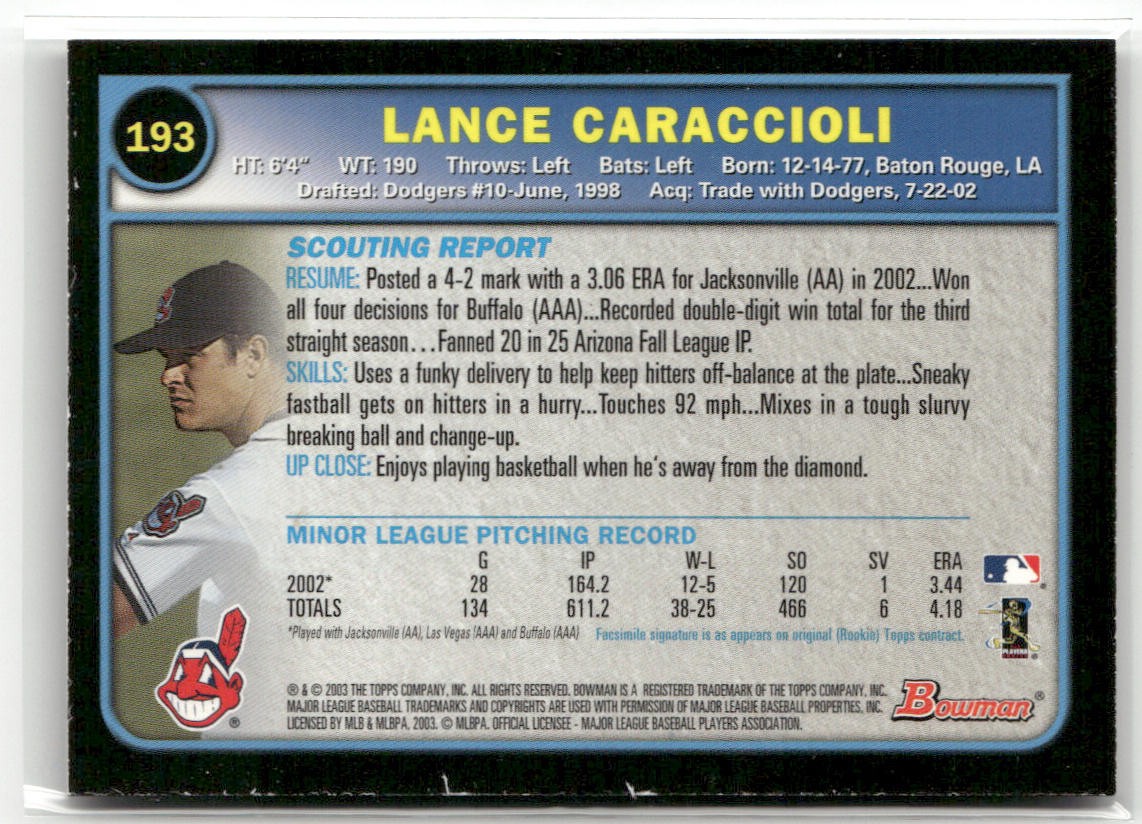 193
LANCE CARACCIOLI
HT: 6'4" WT: 190 Throws: Left Bats: Left Born: 12-14-77, Baton Rouge, LA
Drafted: Dodgers #10-June, 1998 Acq: Trade with Dodgers, 7-22-02
SCOUTING REPORT
RESUME: Posted a 4-2 mark with a 3.06 ERA for Jacksonville (AA) in 2002...Won
all four decisions for Buffalo (AAA)...Recorded double-digit win total for the third
straight season...Fanned 20 in 25 Arizona Fall League IP.
SKILLS: Uses a funky delivery to help keep hitters off-balance at the plate...Sneaky
fastball gets on hitters in a hurry...Touches 92 mph...Mixes in a tough slurvy
breaking ball and change-up.
UP CLOSE: Enjoys playing basketball when he's away from the diamond.
MINOR LEAGUE PITCHING RECORD
G IP W-L SO SV ERA
2002* 28 164.2 12-5 120 1 3.44
TOTALS 134 611.2 38-25 466 6 4.18
*Played with Jacksonville (AA), Las Vegas (AAA) and Buffalo (AAA) Facsimile signature is as appears on original (Rookie) Topps contract.
PLAYERS
® & © 2003 THE TOPPS COMPANY, INC. ALL RIGHTS RESERVED. BOWMAN IS A REGISTERED TRADEMARK OF THE TOPPS COMPANY, INC.
MAJOR LEAGUE BASEBALL TRADEMARKS AND COPYRIGHTS ARE USED WITH PERMISSION OF MAJOR LEAGUE BASEBALL PROPERTIES, INC.
LICENSED BY MLB & MLBPA, 2003. © MLBPA. OFFICIAL LICENSEE - MAJOR LEAGUE BASEBALL PLAYERS ASSOCIATION.
Bowman®